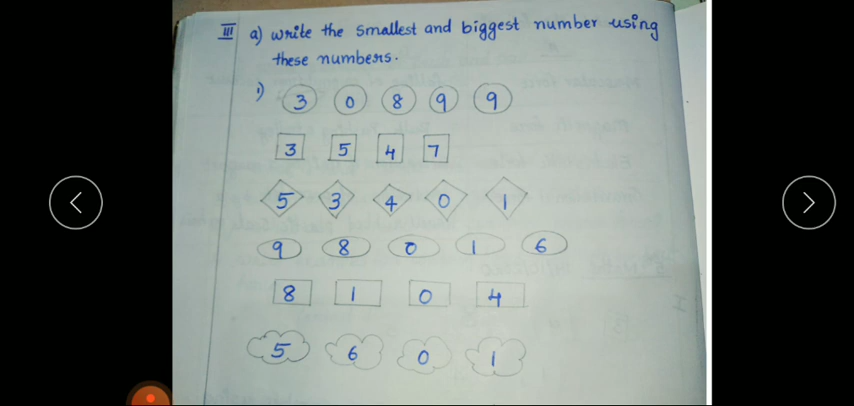 III a) write the smallest and biggest number using
these numbers.
i) 3 0 8 9 9
3 5 4 7
5 3 4 0 1
9 8 0 1 6
8 1 0 4
5 6 0 1